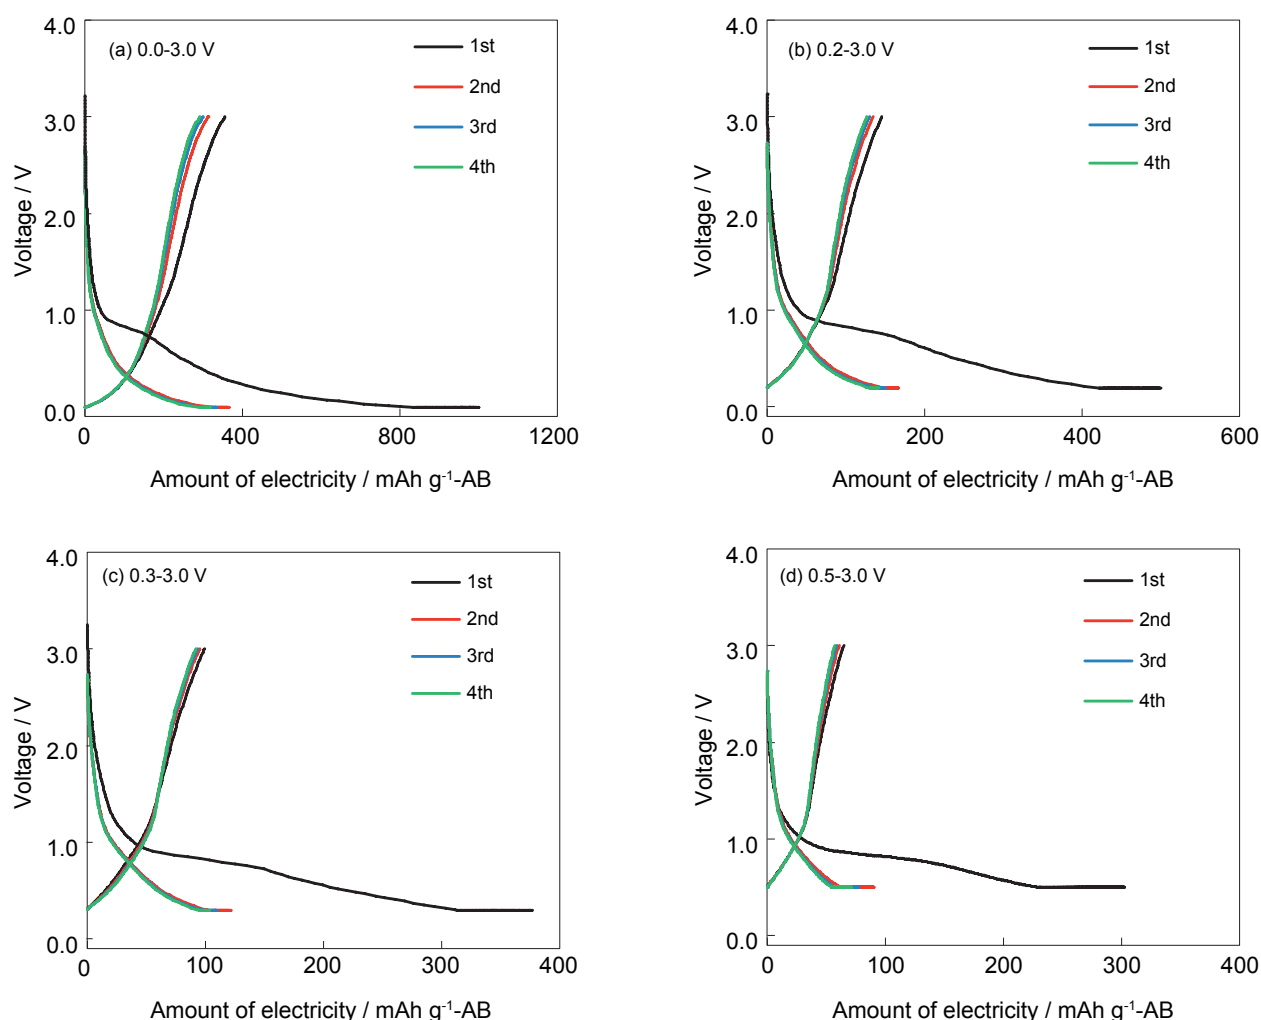 4.0
(a) 0.0-3.0 V
1st
2nd
3rd
4th
3.0
2.0
1.0
0.0
Voltage / V
0
400
800
1200
Amount of electricity / mAh g⁻¹-AB
4.0
(b) 0.2-3.0 V
1st
2nd
3rd
4th
3.0
2.0
1.0
0.0
Voltage / V
0
200
400
600
Amount of electricity / mAh g⁻¹-AB
4.0
(c) 0.3-3.0 V
1st
2nd
3rd
4th
3.0
2.0
1.0
0.0
Voltage / V
0
100
200
300
400
Amount of electricity / mAh g⁻¹-AB
4.0
(d) 0.5-3.0 V
1st
2nd
3rd
4th
3.0
2.0
1.0
0.0
Voltage / V
0
100
200
300
400
Amount of electricity / mAh g⁻¹-AB